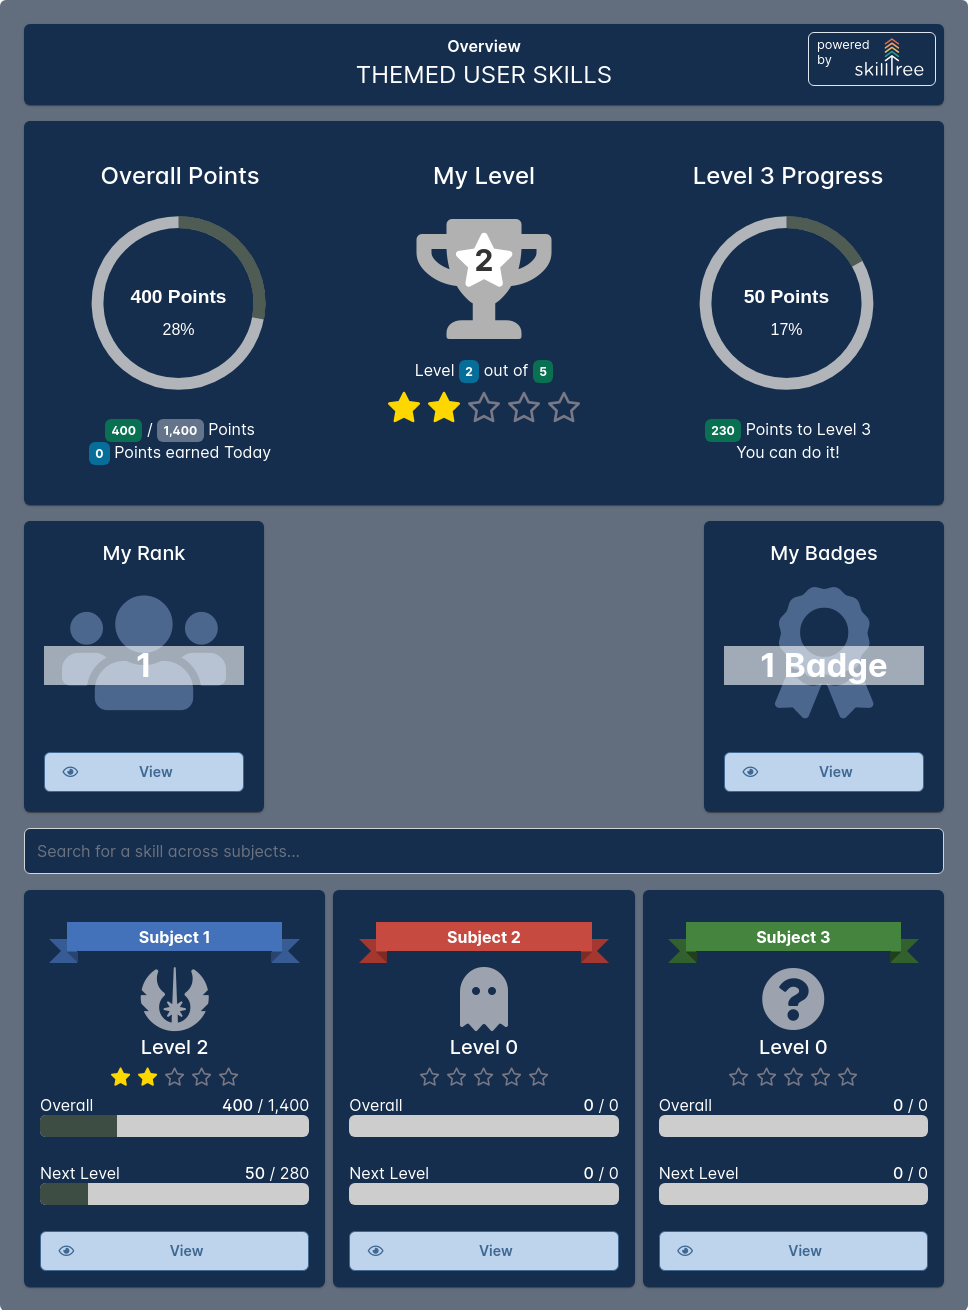 Overview
THEMED USER SKILLS
powered
by
skilltree
Overall Points
My Level
Level 3 Progress
400 Points
28%
2
50 Points
17%
Level 2 out of 5
400 / 1,400 Points
0 Points earned Today
230 Points to Level 3
You can do it!
My Rank
1
View
My Badges
1 Badge
View
Search for a skill across subjects...
Subject 1
Level 2
Overall 400 / 1,400
Next Level 50 / 280
View
Subject 2
Level 0
Overall 0 / 0
Next Level 0 / 0
View
Subject 3
?
Level 0
Overall 0 / 0
Next Level 0 / 0
View